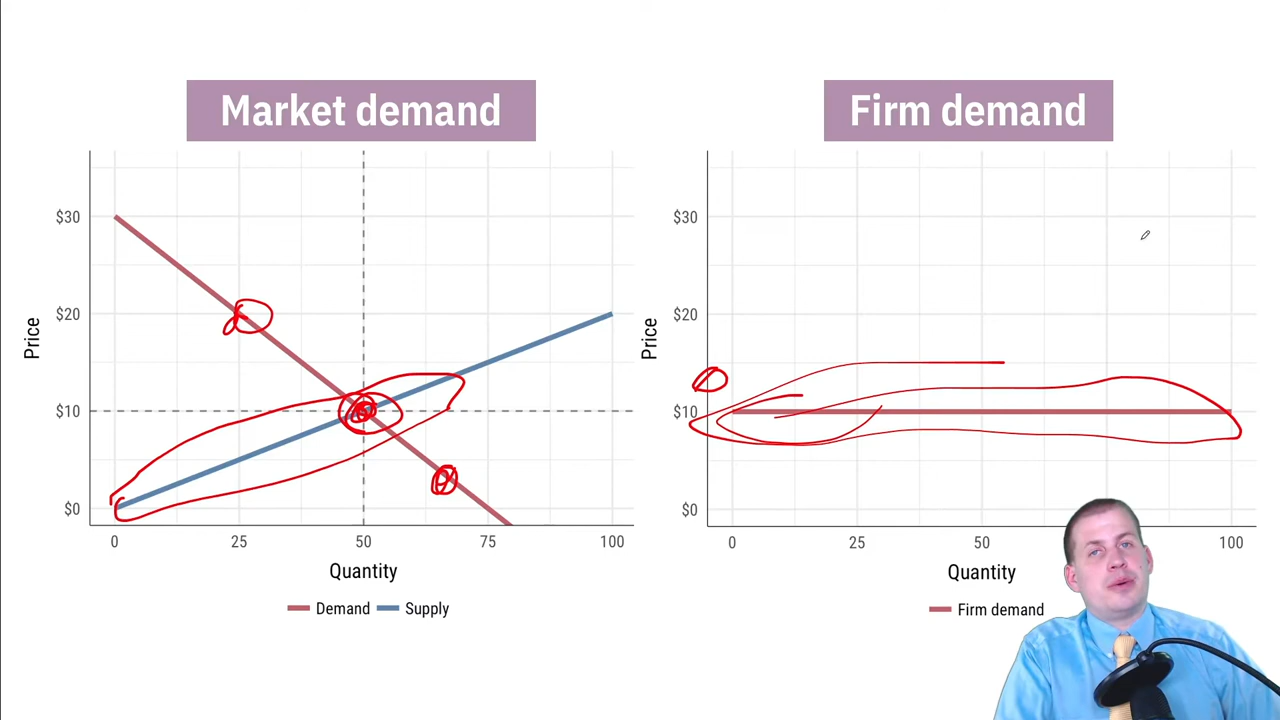 Market demand
Price
$30
$20
$10
$0
0 25 50 75 100
Quantity
Demand Supply
Firm demand
Price
$30
$20
$10
$0
0 25 50 100
Quantity
Firm demand